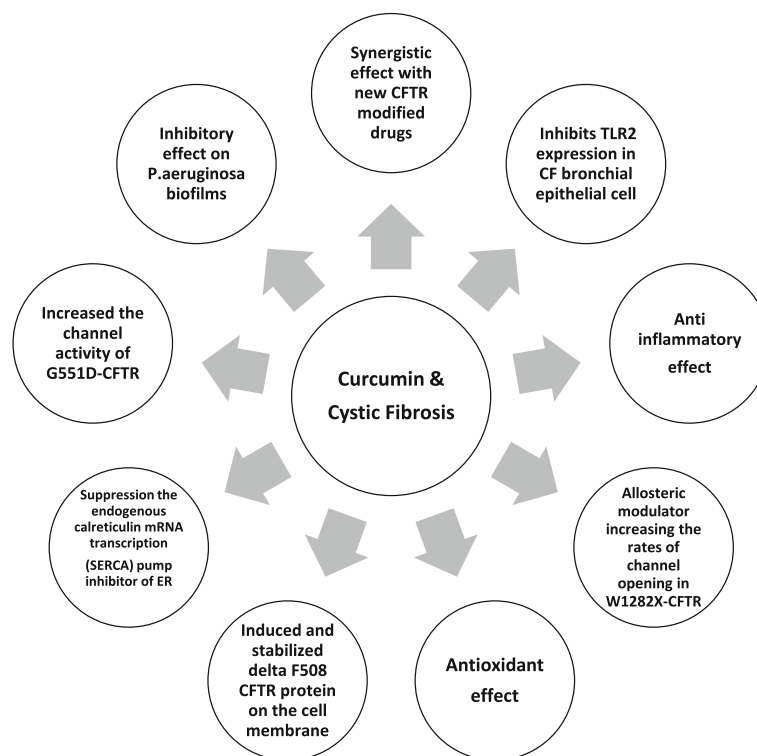 Synergistic
effect with
new CFTR
modified
drugs
Inhibits TLR2
expression in
CF bronchial
epithelial cell
Anti
inflammatory
effect
Allosteric
modulator
increasing the
rates of
channel
opening in
W1282X-CFTR
Antioxidant
effect
Induced and
stabilized
delta F508
CFTR protein
on the cell
membrane
Suppression the
endogenous
calreticulin mRNA
transcription
(SERCA) pump
inhibitor of ER
Increased the
channel
activity of
G551D-CFTR
Inhibitory
effect on
P.aeruginosa
biofilms
Curcumin &
Cystic Fibrosis